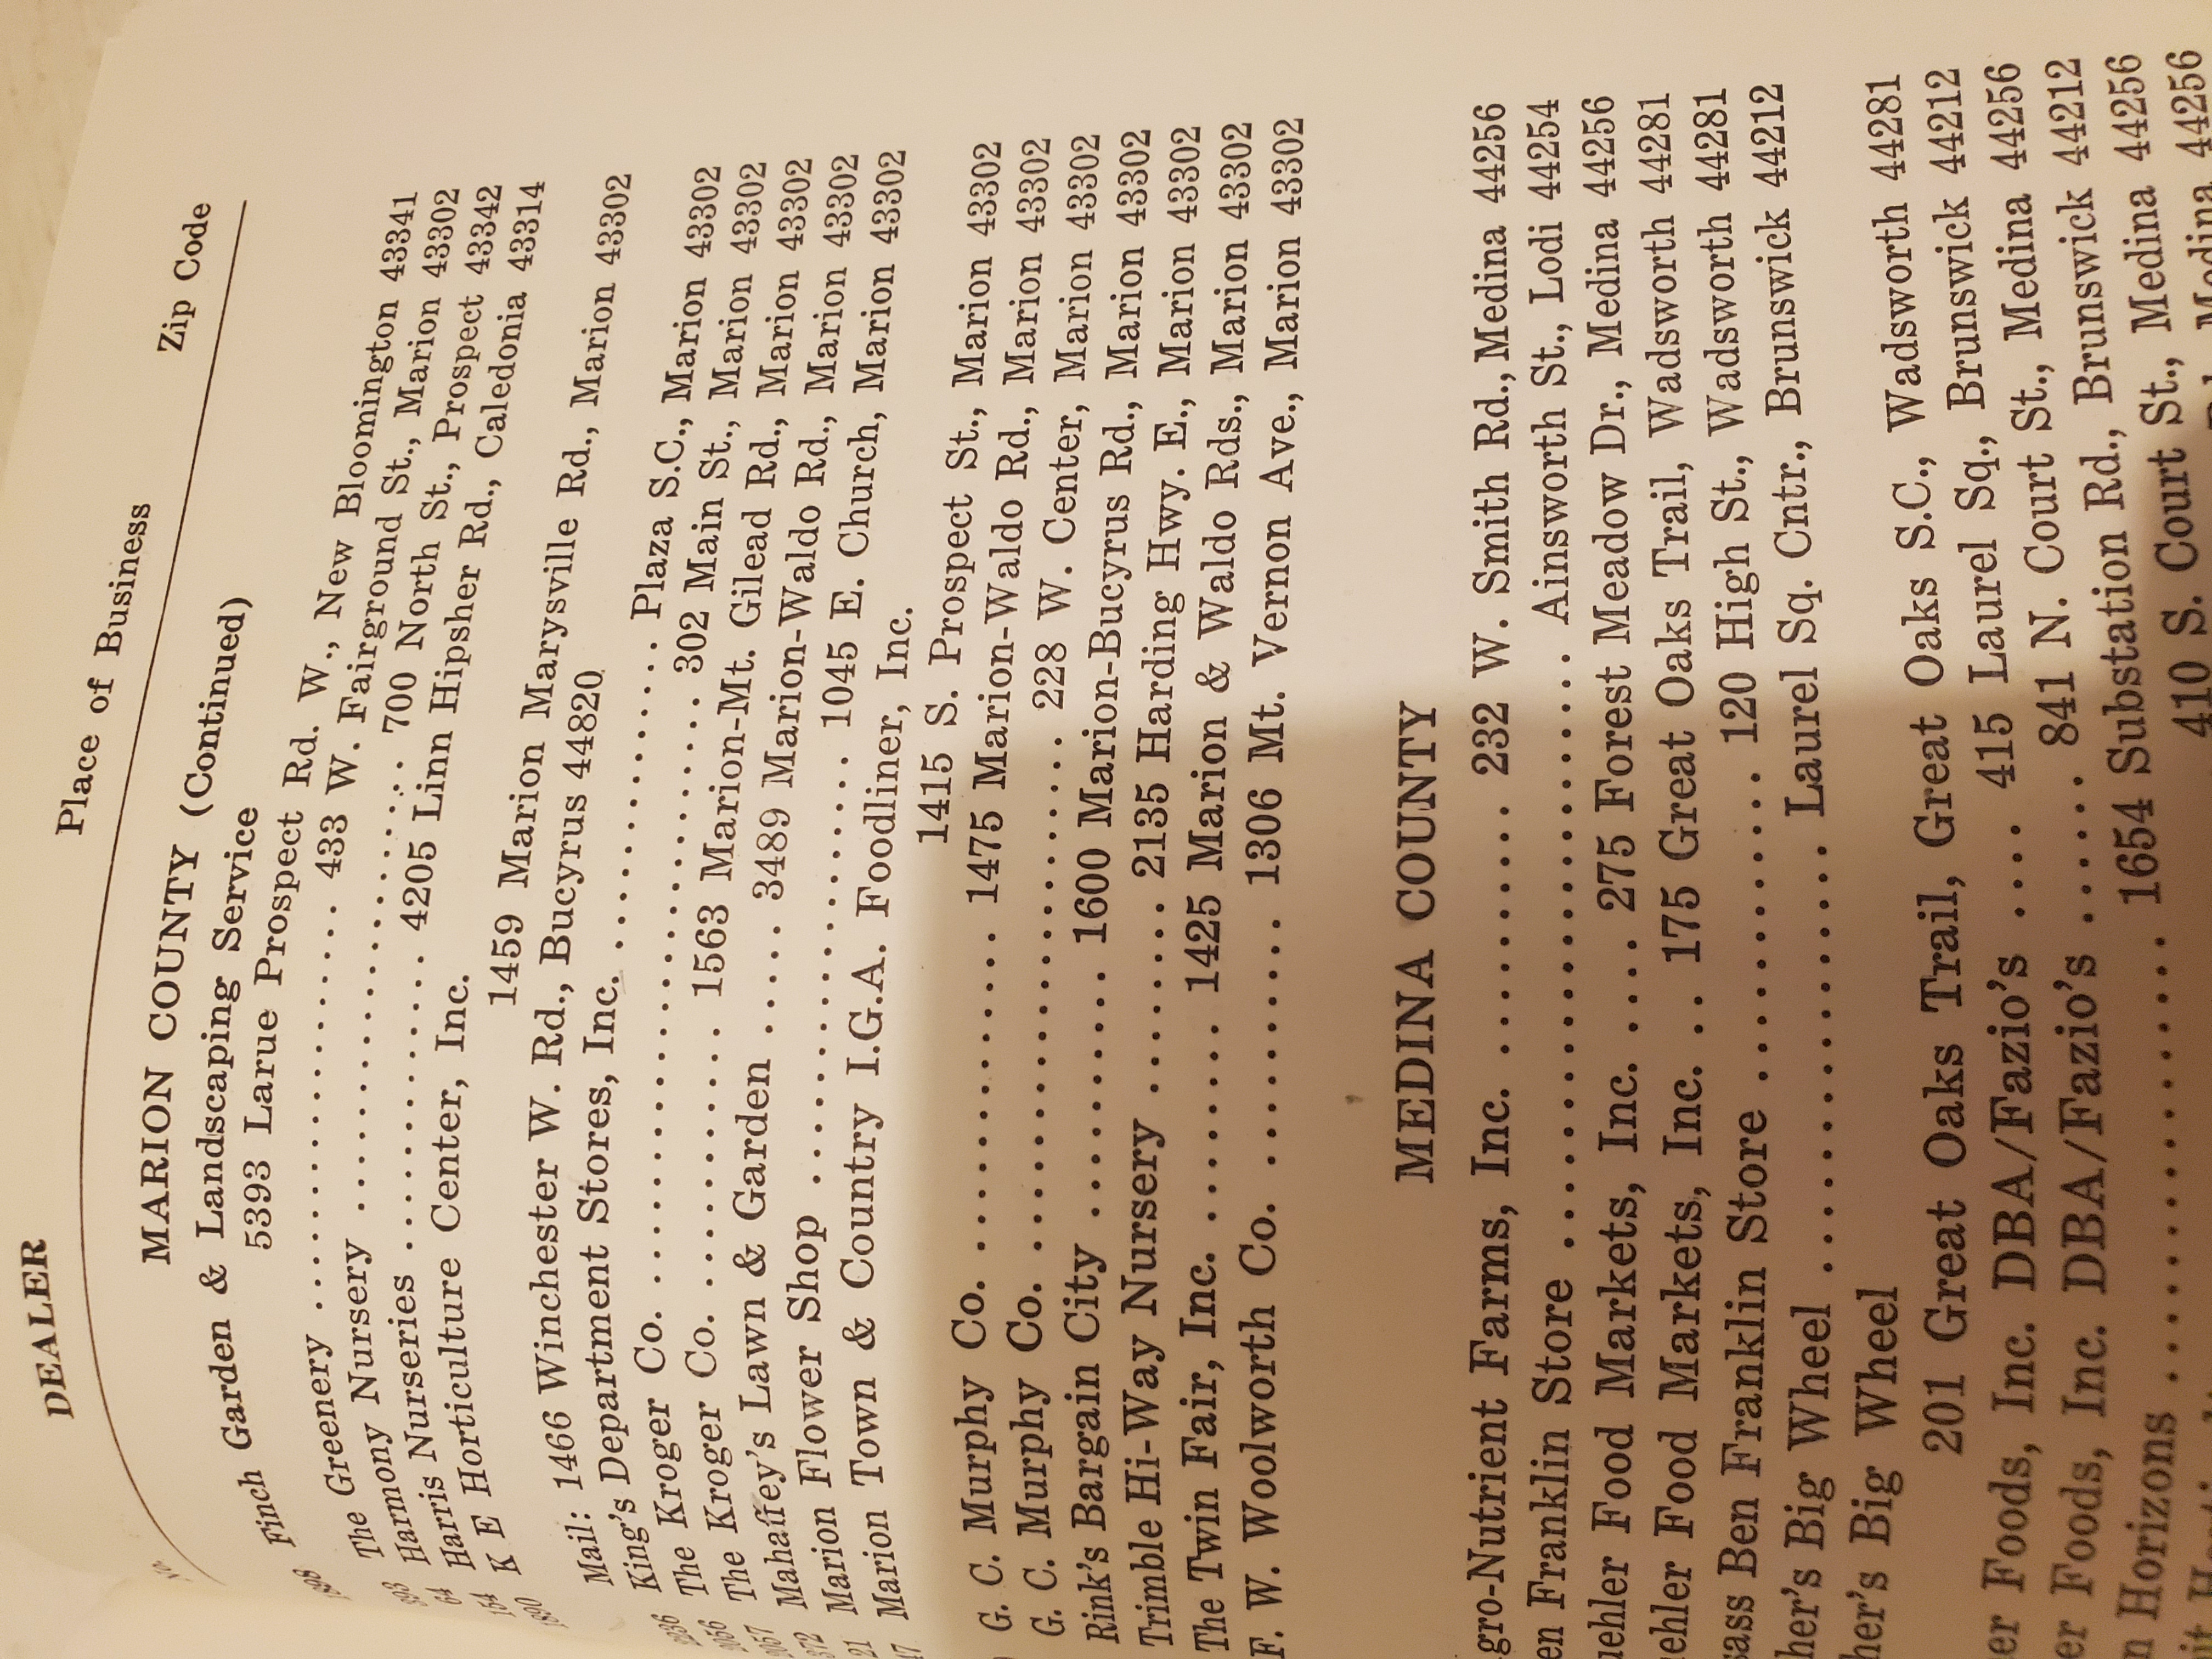 DEALER Place of Business Zip Code
MARION COUNTY (Continued)
Finch Garden & Landscaping Service
5393 Larue Prospect Rd. W., New Bloomington 43341
The Greenery .................. 433 W. Fairground St., Marion 43302
Harmony Nursery .................. 700 North St., Prospect 43342
Harris Nurseries ............ 4205 Linn Hipsher Rd., Caledonia 43314
K E Horticulture Center, Inc.
1459 Marion Marysville Rd., Marion 43302
Mail: 1466 Winchester W. Rd., Bucyrus 44820
King's Department Stores, Inc. .................. Plaza S.C., Marion 43302
The Kroger Co. .................. 302 Main St., Marion 43302
The Kroger Co. ............ 1563 Marion-Mt. Gilead Rd., Marion 43302
Mahaffey's Lawn & Garden .... 3489 Marion-Waldo Rd., Marion 43302
Marion Flower Shop .................. 1045 E. Church, Marion 43302
Marion Town & Country I.G.A. Foodliner, Inc.
1415 S. Prospect St., Marion 43302
G. C. Murphy Co. ............ 1475 Marion-Waldo Rd., Marion 43302
G. C. Murphy Co. .................. 228 W. Center, Marion 43302
Rink's Bargain City .......... 1600 Marion-Bucyrus Rd., Marion 43302
Trimble Hi-Way Nursery ........ 2135 Harding Hwy. E., Marion 43302
The Twin Fair, Inc. ........ 1425 Marion & Waldo Rds., Marion 43302
F. W. Woolworth Co. .......... 1306 Mt. Vernon Ave., Marion 43302
MEDINA COUNTY
gro-Nutrient Farms, Inc. .......... 232 W. Smith Rd., Medina 44256
en Franklin Store .................. Ainsworth St., Lodi 44254
uehler Food Markets, Inc. .... 275 Forest Meadow Dr., Medina 44256
uehler Food Markets, Inc. .. 175 Great Oaks Trail, Wadsworth 44281
ass Ben Franklin Store ............ 120 High St., Wadsworth 44281
her's Big Wheel .................. Laurel Sq. Cntr., Brunswick 44212
her's Big Wheel
201 Great Oaks Trail, Great Oaks S.C., Wadsworth 44281
er Foods, Inc. DBA/Fazio's .... 415 Laurel Sq., Brunswick 44212
er Foods, Inc. DBA/Fazio's ...... 841 N. Court St., Medina 44256
n Horizons .................. 1654 Substation Rd., Brunswick 44212
410 S. Court St., Medina 44256
Medina 44256